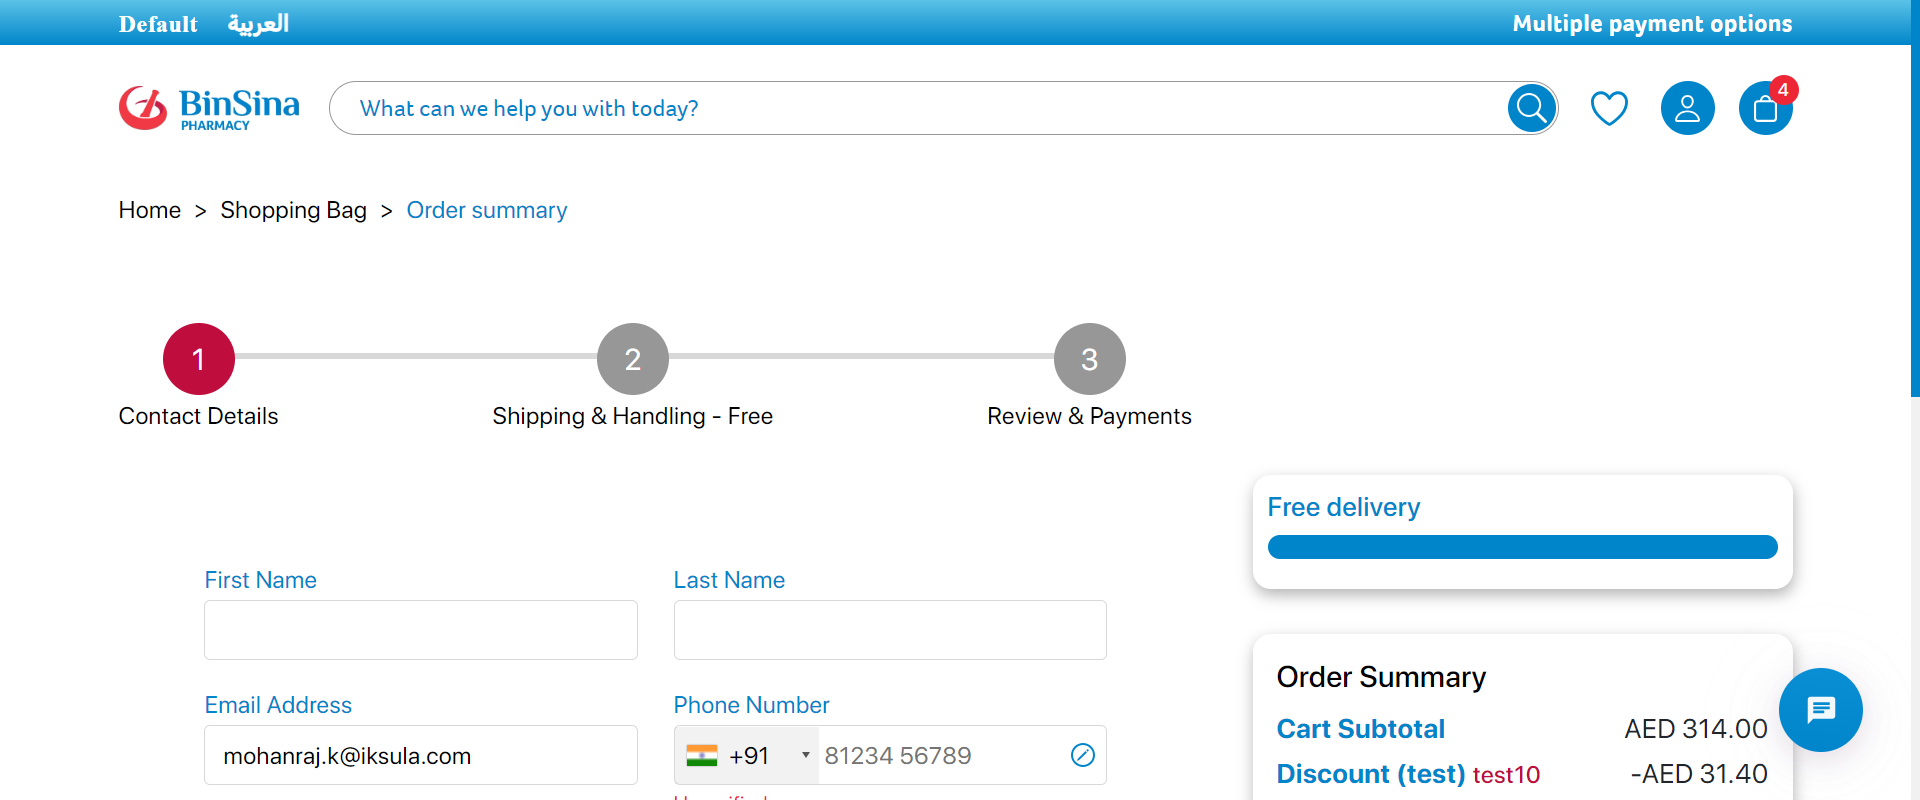 Default العربية Multiple payment options
BinSina
PHARMACY
What can we help you with today?
4
Home > Shopping Bag > Order summary
1 2 3
Contact Details Shipping & Handling - Free Review & Payments
Free delivery
First Name Last Name
Email Address Phone Number
mohanraj.k@iksula.com +91 81234 56789
Order Summary
Cart Subtotal AED 314.00
Discount (test) test10 -AED 31.40